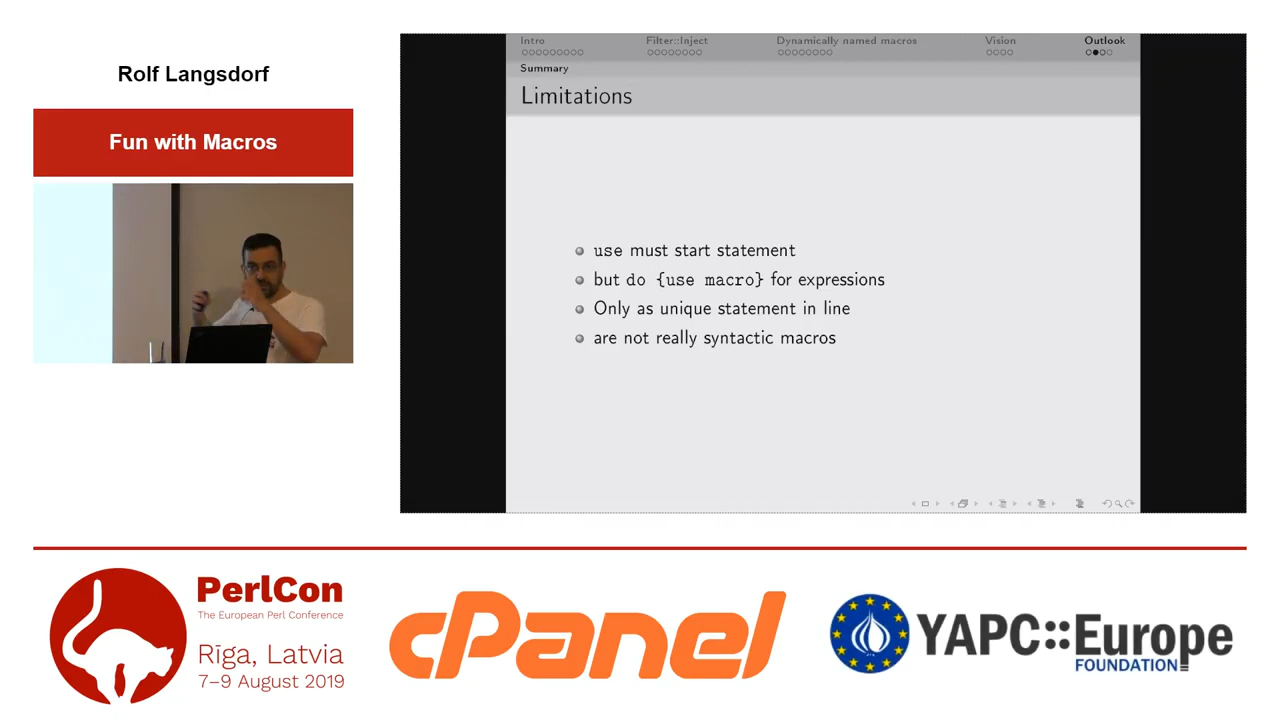 Rolf Langsdorf
Fun with Macros
Intro Filter::Inject Dynamically named macros Vision Outlook
Summary
Limitations
use must start statement
but do {use macro} for expressions
Only as unique statement in line
are not really syntactic macros
PerlCon
The European Perl Conference
Rīga, Latvia
7–9 August 2019
cPanel
YAPC::Europe
FOUNDATION